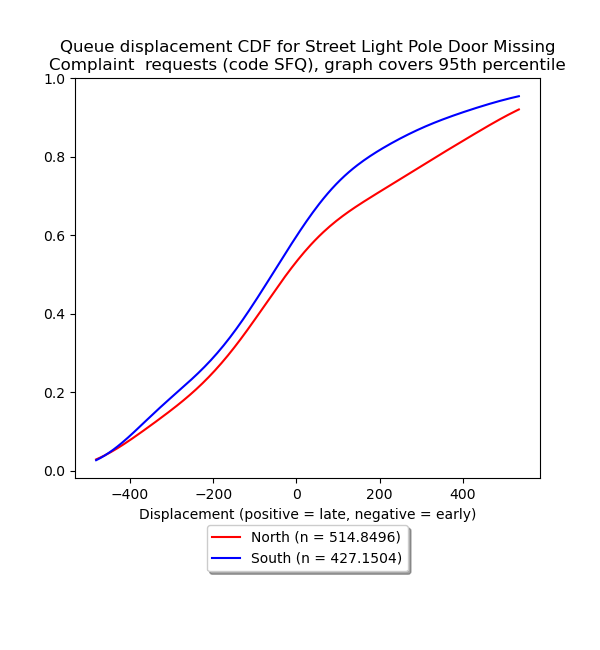 Queue displacement CDF for Street Light Pole Door Missing
Complaint  requests (code SFQ), graph covers 95th percentile
1.0
0.8
0.6
0.4
0.2
0.0
−400 −200 0 200 400
Displacement (positive = late, negative = early)
North (n = 514.8496)
South (n = 427.1504)